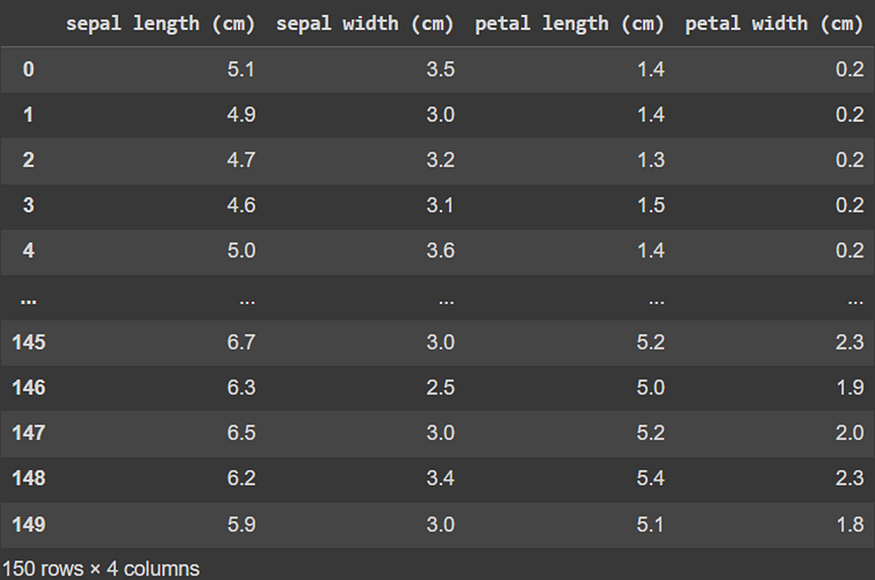 sepal length (cm) sepal width (cm) petal length (cm) petal width (cm)
0 5.1 3.5 1.4 0.2
1 4.9 3.0 1.4 0.2
2 4.7 3.2 1.3 0.2
3 4.6 3.1 1.5 0.2
4 5.0 3.6 1.4 0.2
... ... ... ... ...
145 6.7 3.0 5.2 2.3
146 6.3 2.5 5.0 1.9
147 6.5 3.0 5.2 2.0
148 6.2 3.4 5.4 2.3
149 5.9 3.0 5.1 1.8
150 rows × 4 columns